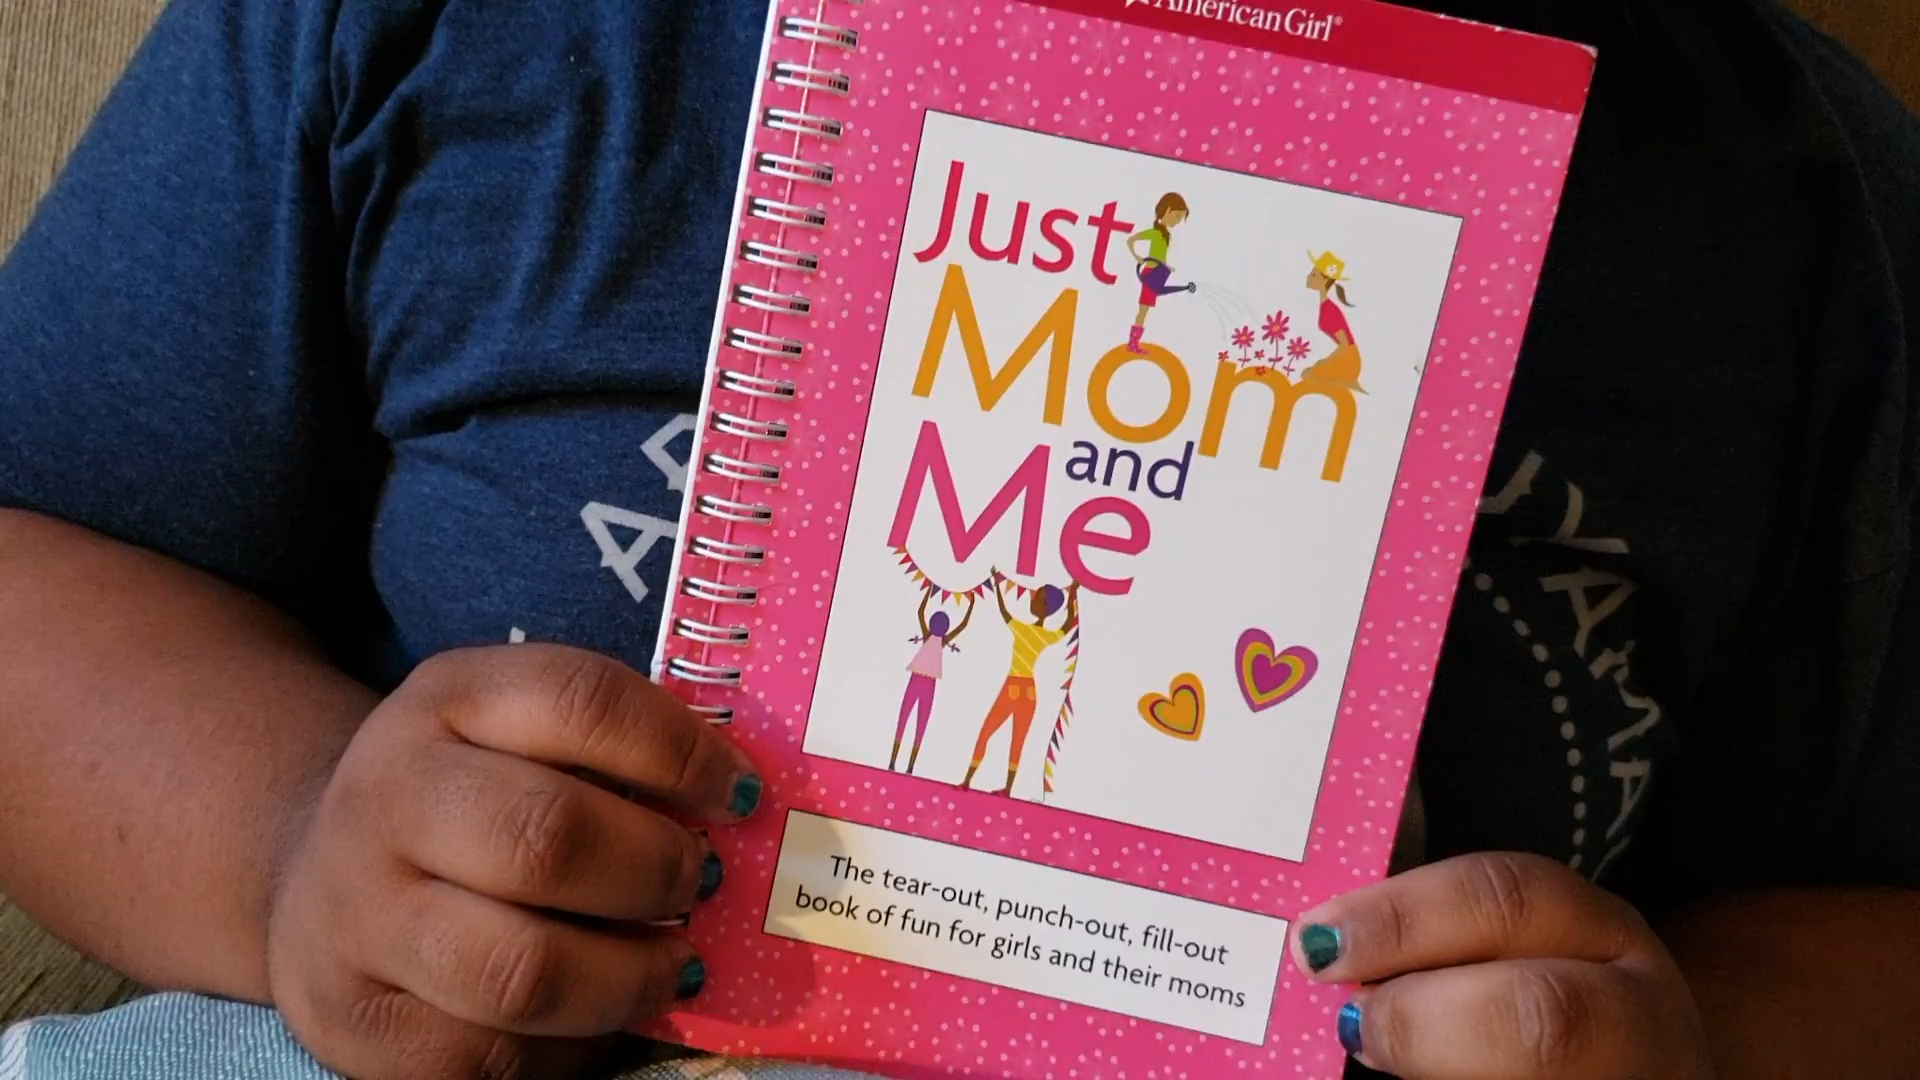 American Girl®
Just
Mom
and
Me
The tear-out, punch-out, fill-out
book of fun for girls and their moms